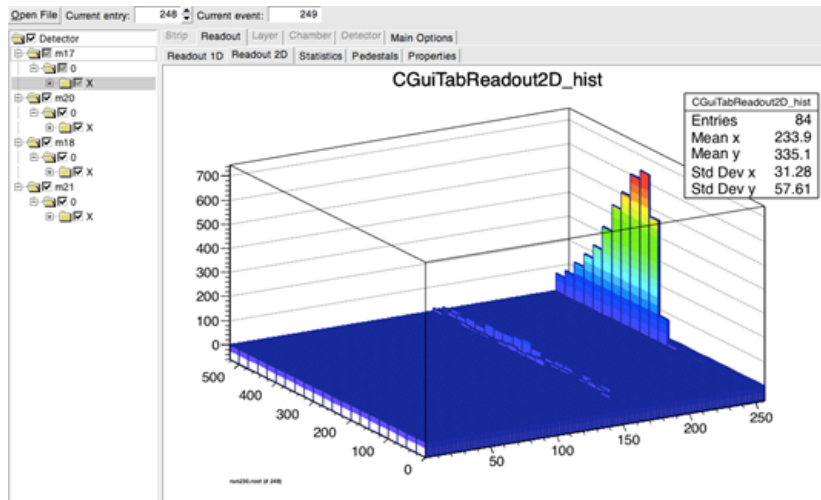 Open File Current entry: 248 Current event: 249
Detector
m17
0
X
m20
0
X
m18
0
X
m21
0
X
Strip Readout Layer Chamber Detector Main Options
Readout 1D Readout 2D Statistics Pedestals Properties
CGuiTabReadout2D_hist
CGuiTabReadout2D_hist
Entries 84
Mean x 233.9
Mean y 335.1
Std Dev x 31.28
Std Dev y 57.61
700
600
500
400
300
200
100
0
500
400
300
200
100
0
50
100
150
200
250
run230.root (# 248)